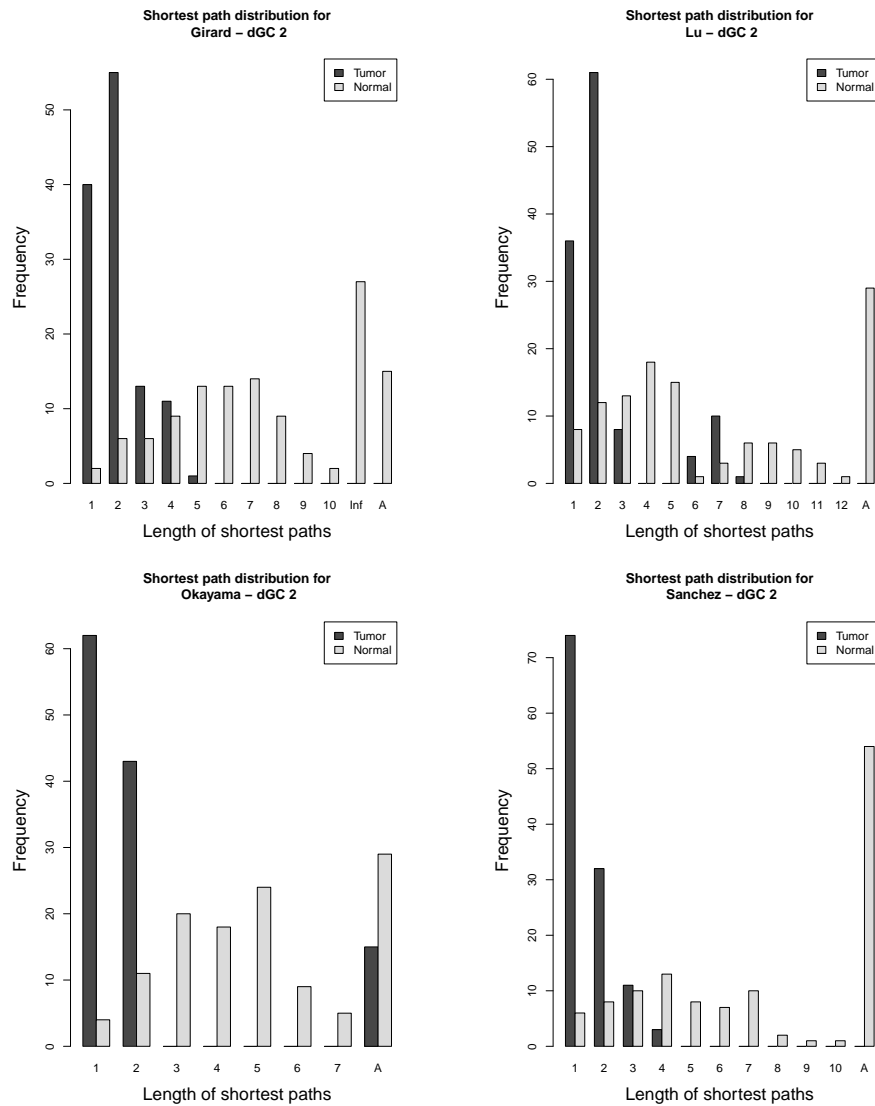 Shortest path distribution for
Girard – dGC 2
Tumor
Normal
Frequency
0 10 20 30 40 50
1 2 3 4 5 6 7 8 9 10 Inf A
Length of shortest paths
Shortest path distribution for
Lu – dGC 2
Tumor
Normal
Frequency
0 10 20 30 40 50 60
1 2 3 4 5 6 7 8 9 10 11 12 A
Length of shortest paths
Shortest path distribution for
Okayama – dGC 2
Tumor
Normal
Frequency
0 10 20 30 40 50 60
1 2 3 4 5 6 7 A
Length of shortest paths
Shortest path distribution for
Sanchez – dGC 2
Tumor
Normal
Frequency
0 10 20 30 40 50 60 70
1 2 3 4 5 6 7 8 9 10 A
Length of shortest paths